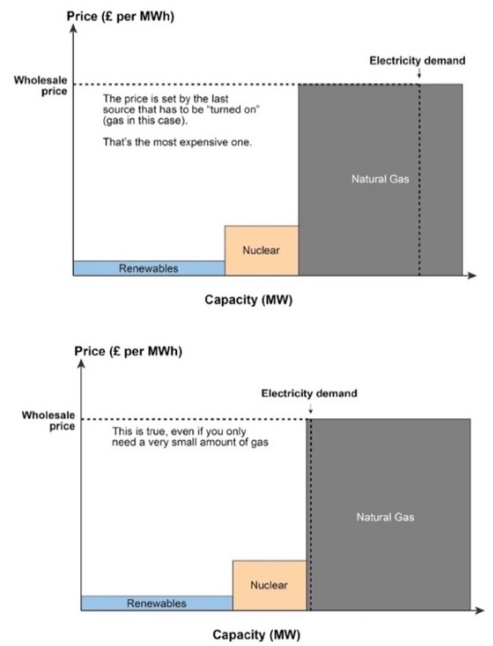 Price (£ per MWh)
Electricity demand
Wholesale
price
The price is set by the last
source that has to be "turned on"
(gas in this case).
That's the most expensive one.
Natural Gas
Nuclear
Renewables
Capacity (MW)
Price (£ per MWh)
Electricity demand
Wholesale
price
This is true, even if you only
need a very small amount of gas
Natural Gas
Nuclear
Renewables
Capacity (MW)